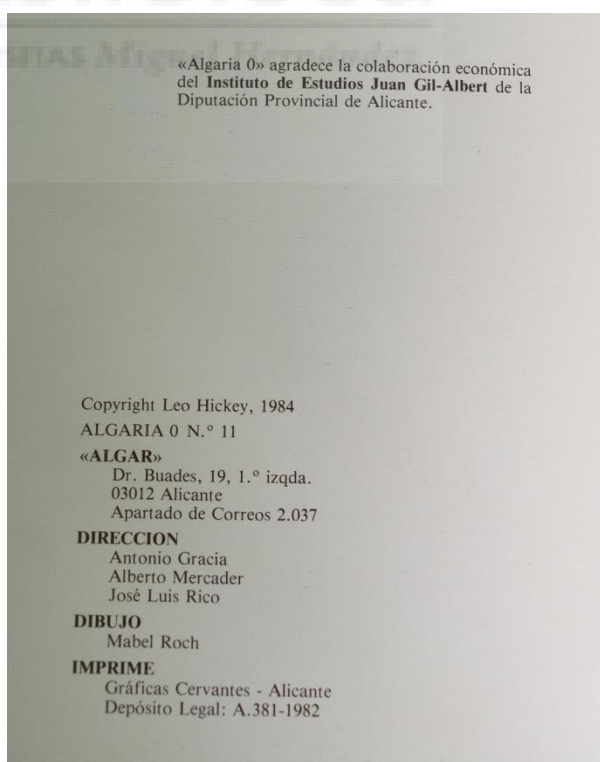 SITAS Miguel Hernández
«Algaria 0» agradece la colaboración económica
del Instituto de Estudios Juan Gil-Albert de la
Diputación Provincial de Alicante.
Copyright Leo Hickey, 1984
ALGARIA 0 N.º 11
«ALGAR»
Dr. Buades, 19, 1.º izqda.
03012 Alicante
Apartado de Correos 2.037
DIRECCION
Antonio Gracia
Alberto Mercader
José Luis Rico
DIBUJO
Mabel Roch
IMPRIME
Gráficas Cervantes - Alicante
Depósito Legal: A.381-1982